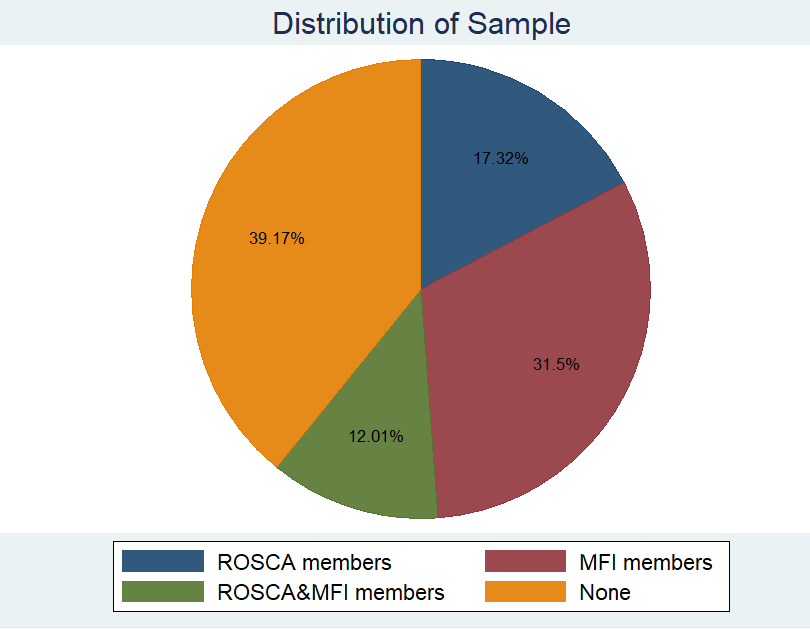 Distribution of Sample
17.32%
39.17%
31.5%
12.01%
ROSCA members
MFI members
ROSCA&MFI members
None